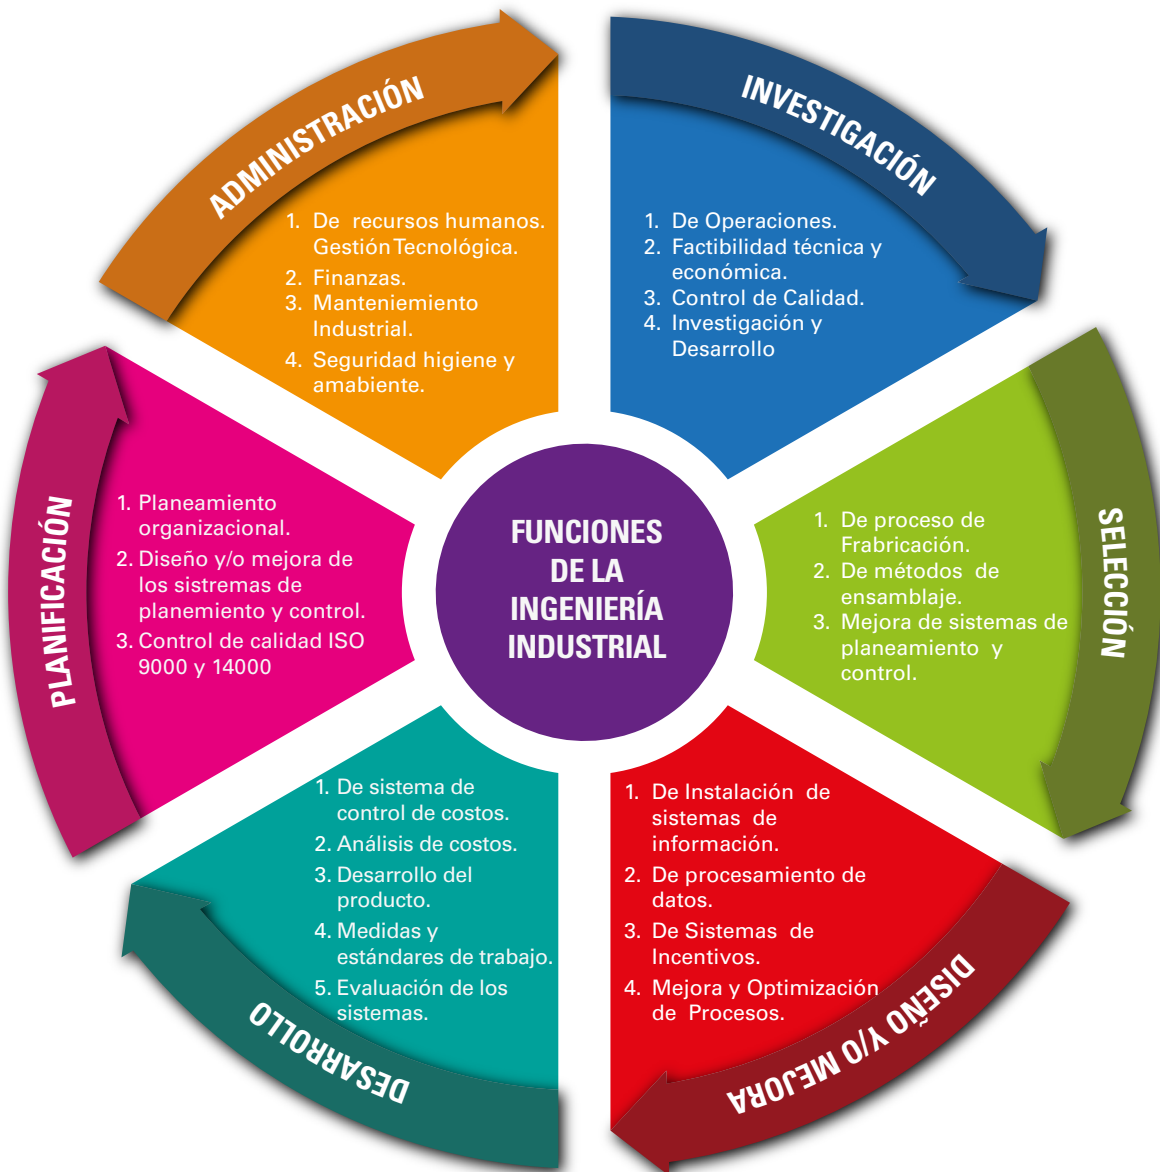 FUNCIONES
DE LA
INGENIERÍA
INDUSTRIAL
INVESTIGACIÓN
1. De Operaciones.
2. Factibilidad técnica y
económica.
3. Control de Calidad.
4. Investigación y
Desarrollo
SELECCIÓN
1. De proceso de
Frabricación.
2. De métodos de
ensamblaje.
3. Mejora de sistemas de
planeamiento y
control.
DISEÑO Y/O MEJORA
1. De Instalación de
sistemas de
información.
2. De procesamiento de
datos.
3. De Sistemas de
Incentivos.
4. Mejora y Optimización
de Procesos.
DESARROLLO
1. De sistema de
control de costos.
2. Análisis de costos.
3. Desarrollo del
producto.
4. Medidas y
estándares de trabajo.
5. Evaluación de los
sistemas.
PLANIFICACIÓN
1. Planeamiento
organizacional.
2. Diseño y/o mejora de
los sistremas de
planemiento y control.
3. Control de calidad ISO
9000 y 14000
ADMINISTRACIÓN
1. De recursos humanos.
Gestión Tecnológica.
2. Finanzas.
3. Manteniemiento
Industrial.
4. Seguridad higiene y
amabiente.